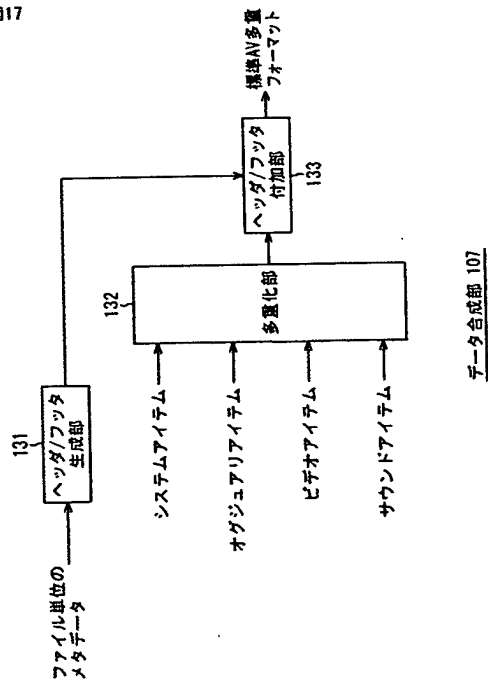 図17
ファイル単位の
メタデータ
131
ヘッダ/フッタ
生成部
システムアイテム
オグジュアリアイテム
ビデオアイテム
サウンドアイテム
132
多重化部
ヘッダ/フッタ
付加部
133
標準AV多重
フォーマット
データ合成部 107